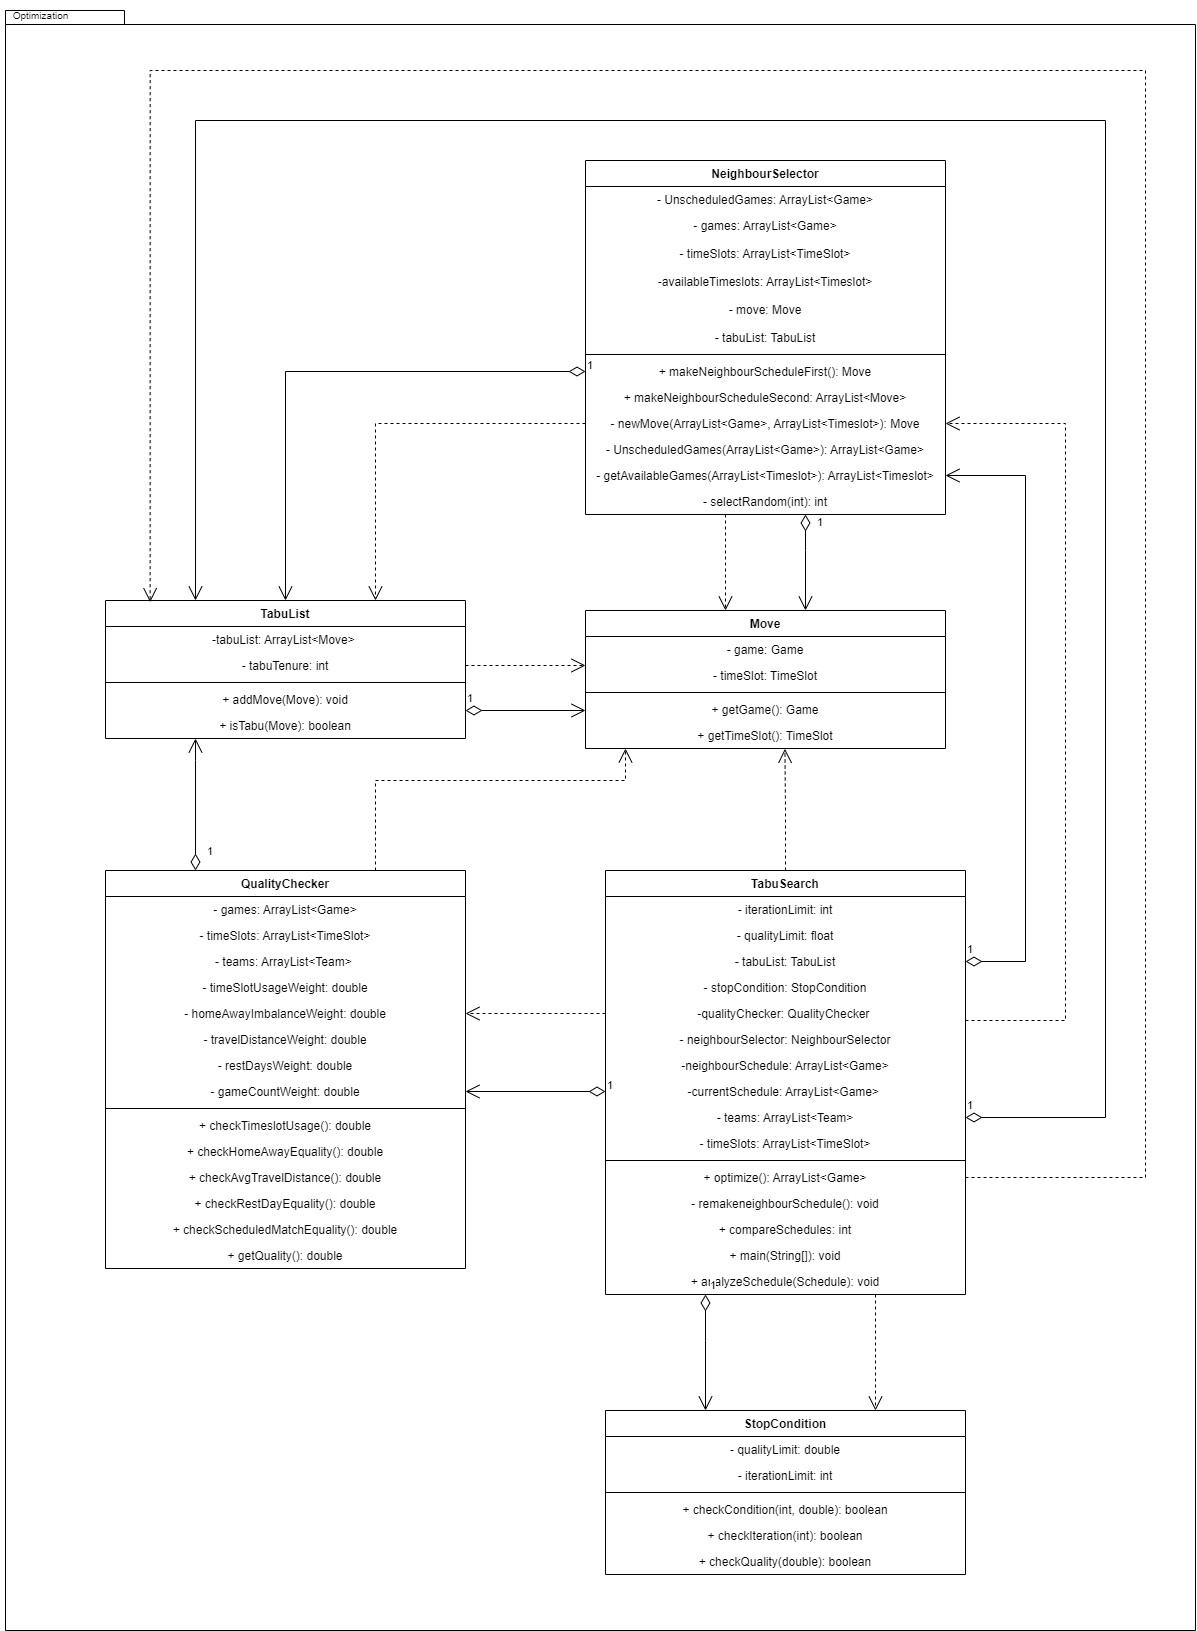 Optimization
NeighbourSelector
- UnscheduledGames: ArrayList<Game>
- games: ArrayList<Game>
- timeSlots: ArrayList<TimeSlot>
-availableTimeslots: ArrayList<Timeslot>
- move: Move
- tabuList: TabuList
1
+ makeNeighbourScheduleFirst(): Move
+ makeNeighbourScheduleSecond: ArrayList<Move>
- newMove(ArrayList<Game>, ArrayList<Timeslot>): Move
- UnscheduledGames(ArrayList<Game>): ArrayList<Game>
- getAvailableGames(ArrayList<Timeslot>): ArrayList<Timeslot>
- selectRandom(int): int
1
TabuList
-tabuList: ArrayList<Move>
- tabuTenure: int
+ addMove(Move): void
+ isTabu(Move): boolean
1
Move
- game: Game
- timeSlot: TimeSlot
+ getGame(): Game
+ getTimeSlot(): TimeSlot
1
QualityChecker
- games: ArrayList<Game>
- timeSlots: ArrayList<TimeSlot>
- teams: ArrayList<Team>
- timeSlotUsageWeight: double
- homeAwayImbalanceWeight: double
- travelDistanceWeight: double
- restDaysWeight: double
- gameCountWeight: double
+ checkTimeslotUsage(): double
+ checkHomeAwayEquality(): double
+ checkAvgTravelDistance(): double
+ checkRestDayEquality(): double
+ checkScheduledMatchEquality(): double
+ getQuality(): double
TabuSearch
- iterationLimit: int
- qualityLimit: float
- tabuList: TabuList
- stopCondition: StopCondition
-qualityChecker: QualityChecker
- neighbourSelector: NeighbourSelector
-neighbourSchedule: ArrayList<Game>
-currentSchedule: ArrayList<Game>
- teams: ArrayList<Team>
- timeSlots: ArrayList<TimeSlot>
1
1
1
+ optimize(): ArrayList<Game>
- remakeneighbourSchedule(): void
+ compareSchedules: int
+ main(String[]): void
+ analyzeSchedule(Schedule): void
1
StopCondition
- qualityLimit: double
- iterationLimit: int
+ checkCondition(int, double): boolean
+ checkIteration(int): boolean
+ checkQuality(double): boolean